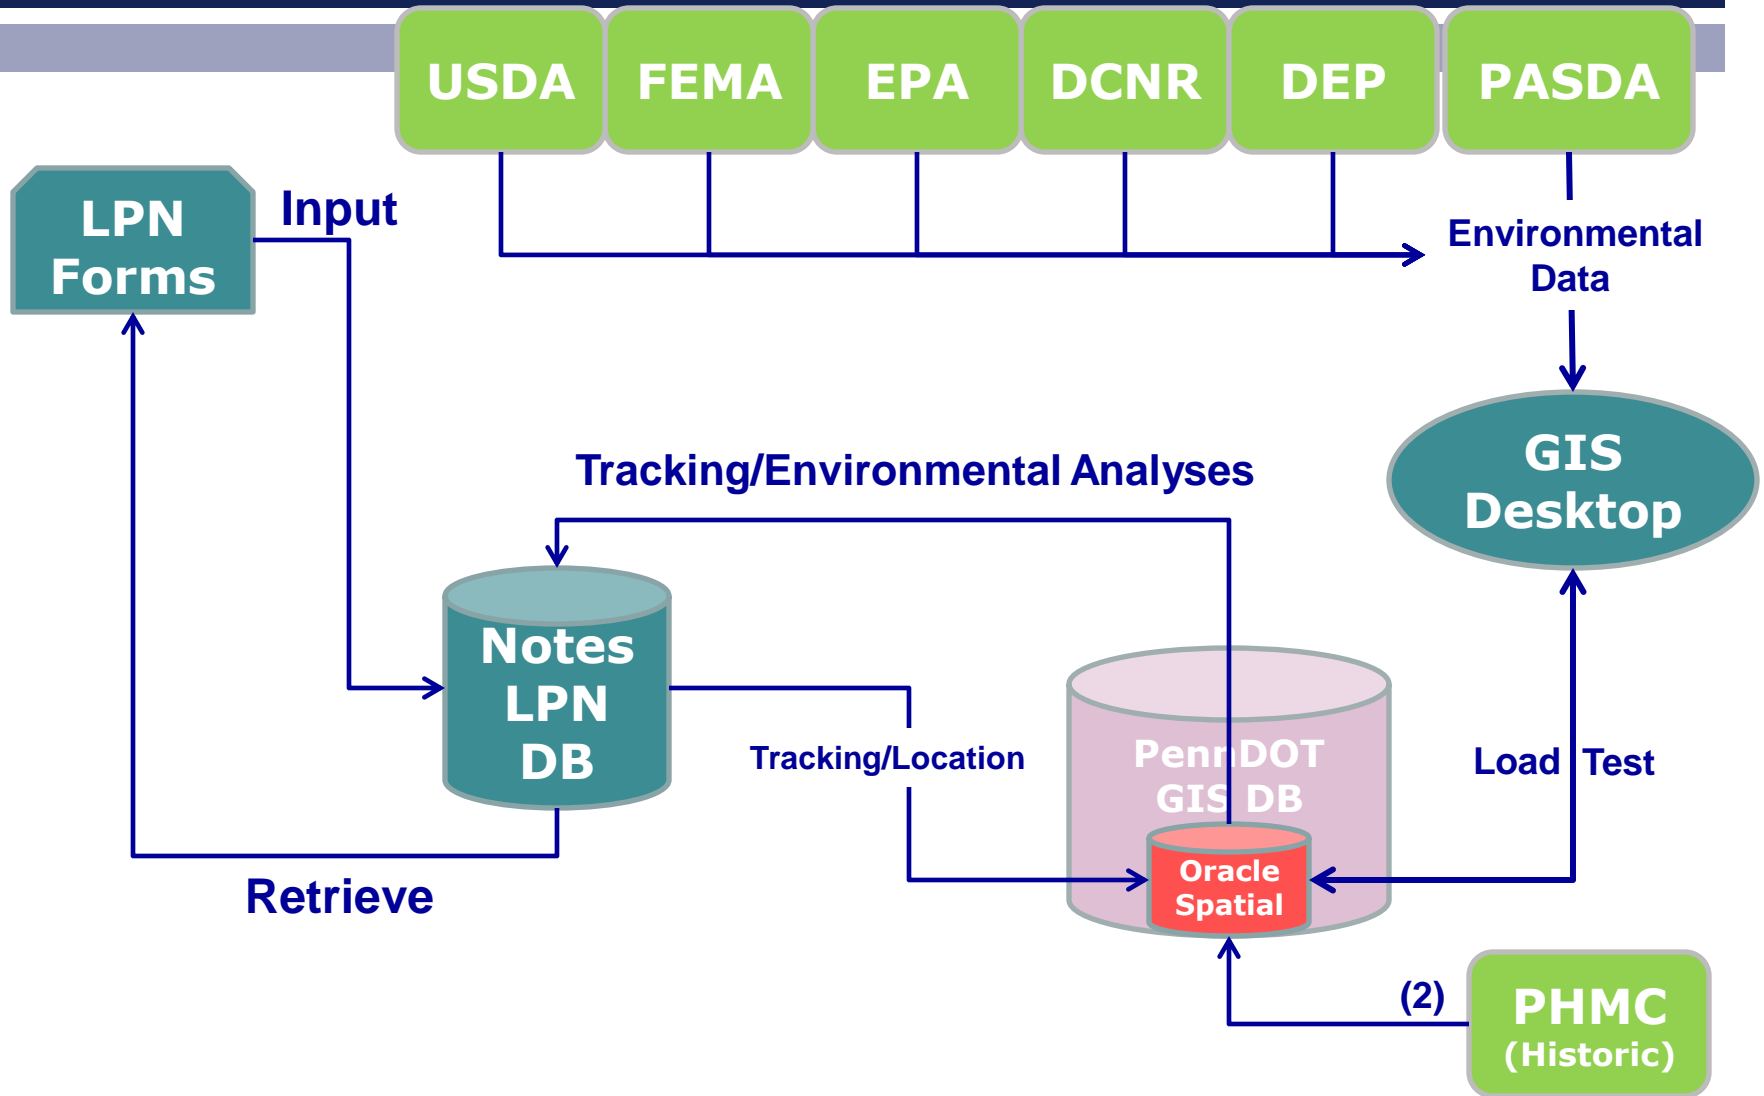 USDA FEMA EPA DCNR DEP PASDA
LPN
Forms
Input
Environmental
Data
GIS
Desktop
Tracking/Environmental Analyses
Notes
LPN
DB
Tracking/Location
PennDOT
GIS DB
Load Test
Oracle
Spatial
Retrieve
(2)
PHMC
(Historic)